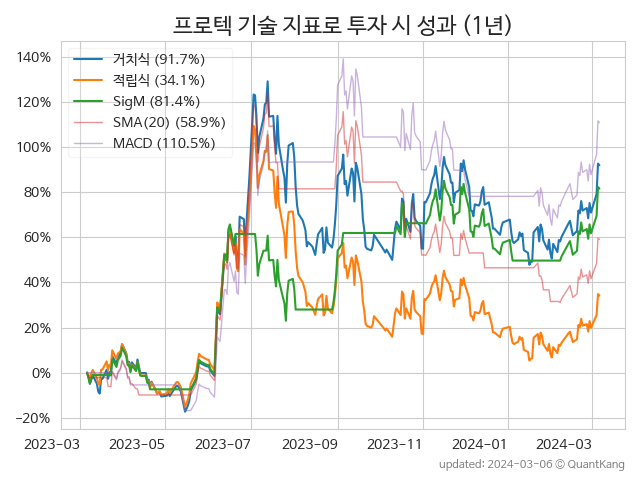 프로텍 기술 지표로 투자 시 성과 (1년)
140%
120%
100%
80%
60%
40%
20%
0%
−20%
거치식 (91.7%)
적립식 (34.1%)
SigM (81.4%)
SMA(20) (58.9%)
MACD (110.5%)
2023-03 2023-05 2023-07 2023-09 2023-11 2024-01 2024-03
updated: 2024-03-06 © QuantKang